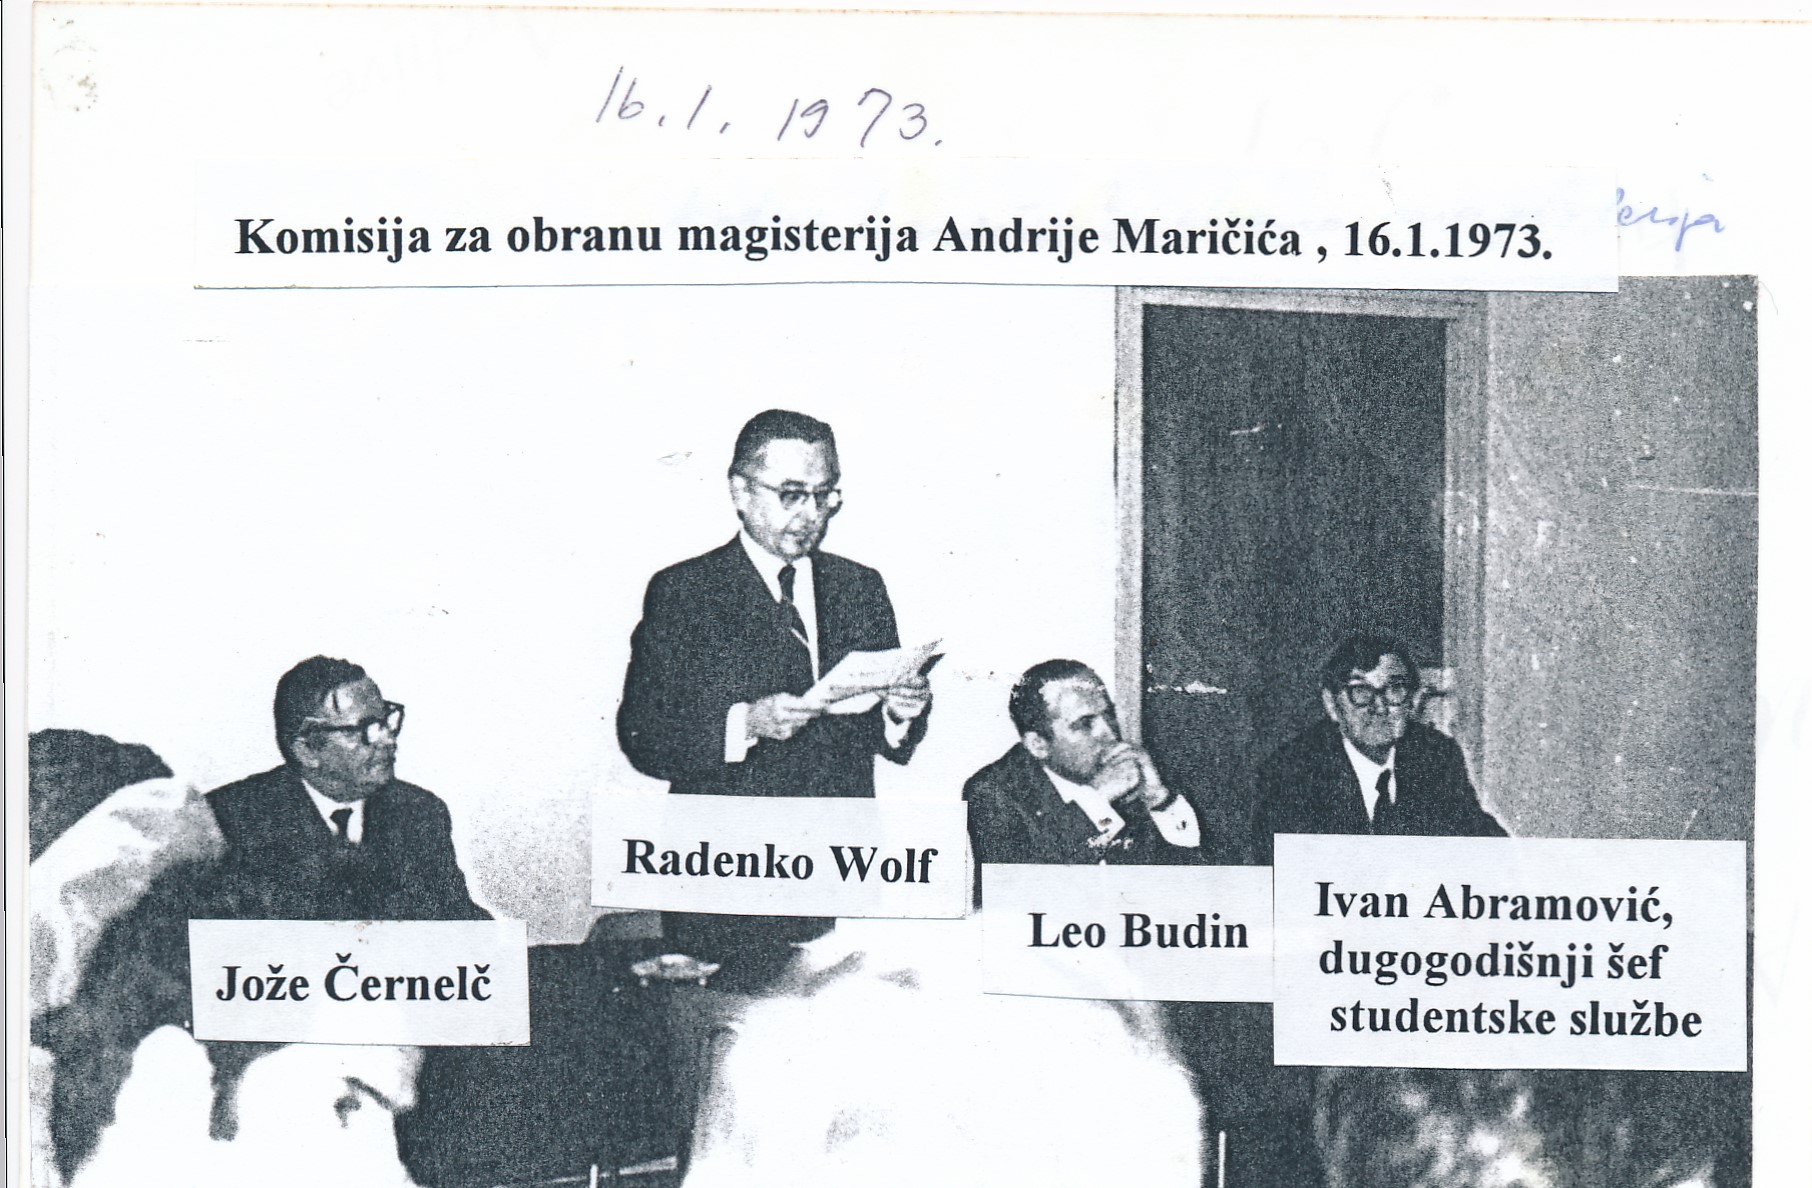 16.1. 1973.
Komisija za obranu magisterija Andrije Maričića , 16.1.1973.
Radenko Wolf
Leo Budin
Ivan Abramović,
dugogodišnji šef
studentske službe
Jože Černelč